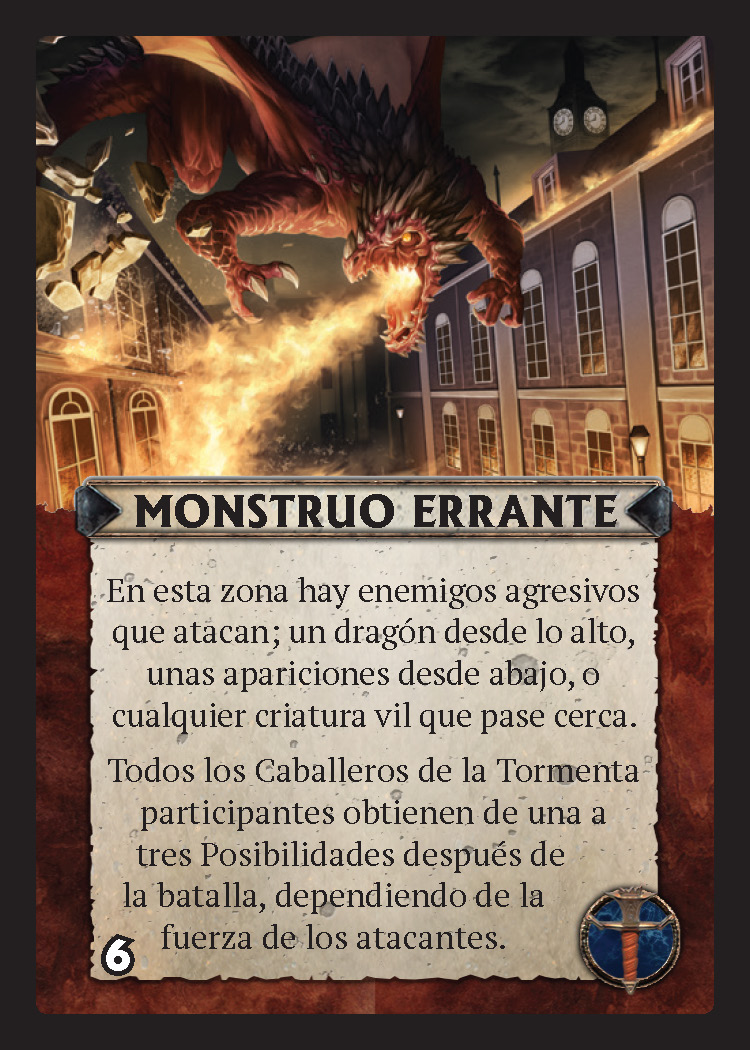 MONSTRUO ERRANTE
En esta zona hay enemigos agresivos
que atacan; un dragón desde lo alto,
unas apariciones desde abajo, o
cualquier criatura vil que pase cerca.
Todos los Caballeros de la Tormenta
participantes obtienen de una a
tres Posibilidades después de
la batalla, dependiendo de la
fuerza de los atacantes.
6